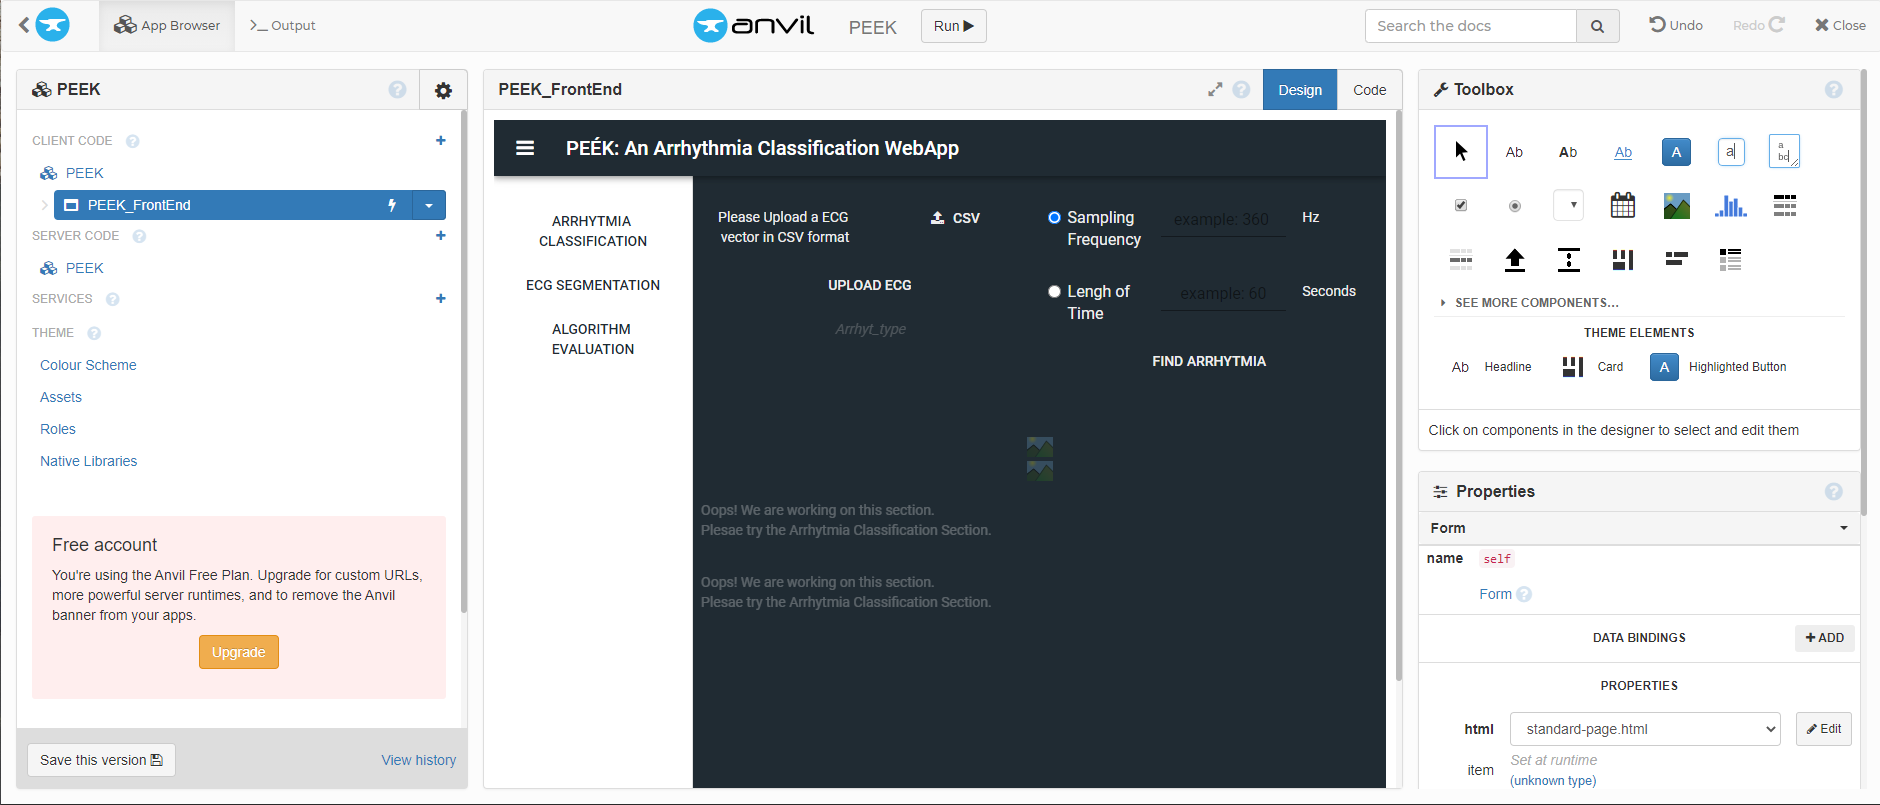 App Browser
>_ Output
anvil
PEEK
Run
Search the docs
Undo
Redo
Close
PEEK
CLIENT CODE
PEEK
PEEK_FrontEnd
SERVER CODE
PEEK
SERVICES
THEME
Colour Scheme
Assets
Roles
Native Libraries
Free account
You're using the Anvil Free Plan. Upgrade for custom URLs,
more powerful server runtimes, and to remove the Anvil
banner from your apps.
Upgrade
Save this version
View history
PEEK_FrontEnd
Design
Code
PEÉK: An Arrhythmia Classification WebApp
ARRHYTMIA
CLASSIFICATION
ECG SEGMENTATION
ALGORITHM
EVALUATION
Please Upload a ECG
vector in CSV format
CSV
UPLOAD ECG
Arrhyt_type
Sampling
Frequency
example: 360
Hz
Lengh of
Time
example: 60
Seconds
FIND ARRHYTMIA
Oops! We are working on this section.
Plesae try the Arrhytmia Classification Section.
Oops! We are working on this section.
Plesae try the Arrhytmia Classification Section.
Toolbox
Ab
Ab
Ab
A
a
a
bc
SEE MORE COMPONENTS...
THEME ELEMENTS
Ab Headline
Card
A Highlighted Button
Click on components in the designer to select and edit them
Properties
Form
name self
Form
DATA BINDINGS
+ ADD
PROPERTIES
html standard-page.html
Edit
item Set at runtime
(unknown type)